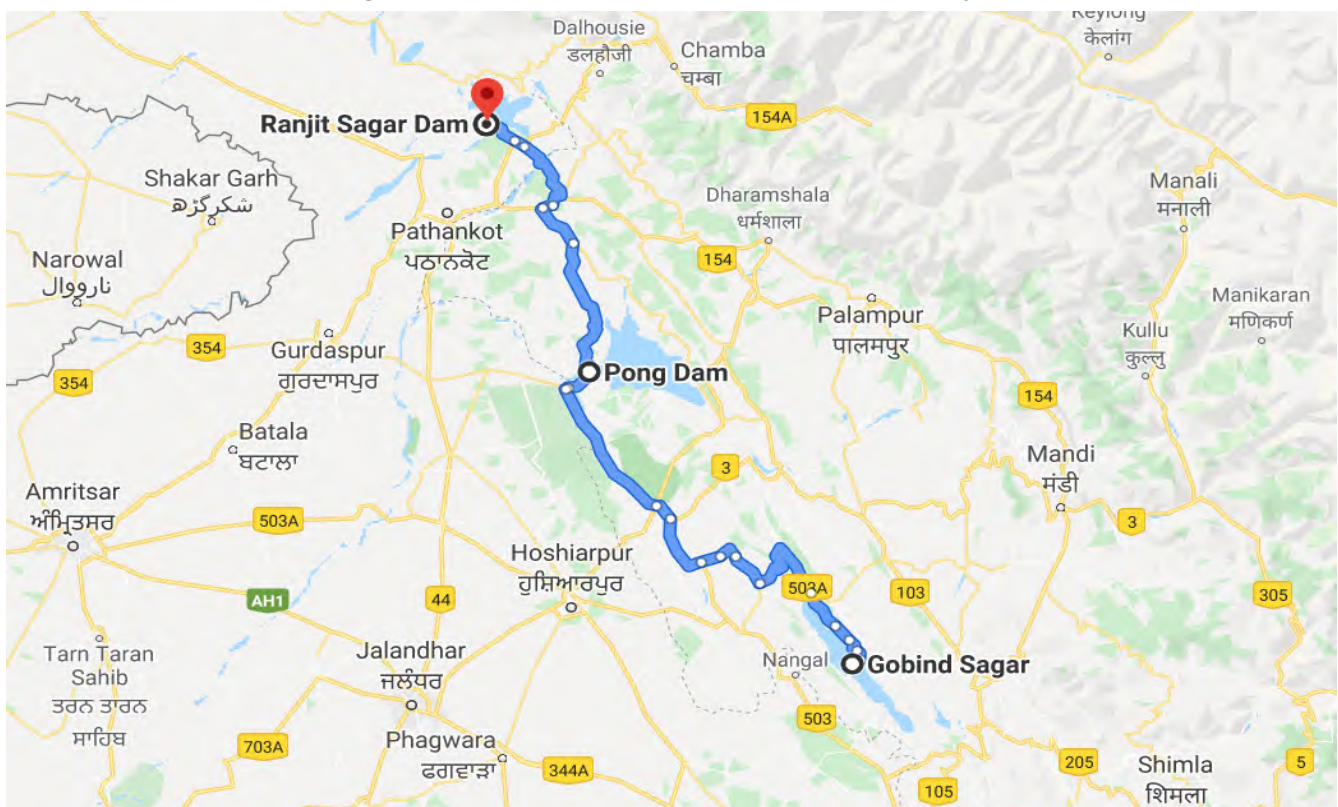 Keylong
केलांग
Dalhousie
डलहौजी
Chamba
चम्बा
154A
Ranjit Sagar Dam
Shakar Garh
شکرگڑھ
Manali
मनाली
Dharamshala
धर्मशाला
Pathankot
ਪਠਾਨਕੋਟ
Narowal
نارووال
154
Manikaran
मणिकर्ण
Palampur
पालमपुर
Kullu
कुल्लु
354
Gurdaspur
ਗੁਰਦਾਸਪੁਰ
354
Pong Dam
154
Batala
ਬਟਾਲਾ
Mandi
मंडी
3
Amritsar
ਅੰਮ੍ਰਿਤਸਰ
503A
3
Hoshiarpur
ਹੁਸ਼ਿਆਰਪੁਰ
AH1
44
503A
103
305
Tarn Taran
Sahib
ਤਰਨ ਤਾਰਨ
ਸਾਹਿਬ
Jalandhar
ਜਲੰਧਰ
Nangal
Gobind Sagar
503
703A
Phagwara
ਫਗਵਾੜਾ
344A
105
205
Shimla
शिमला
5